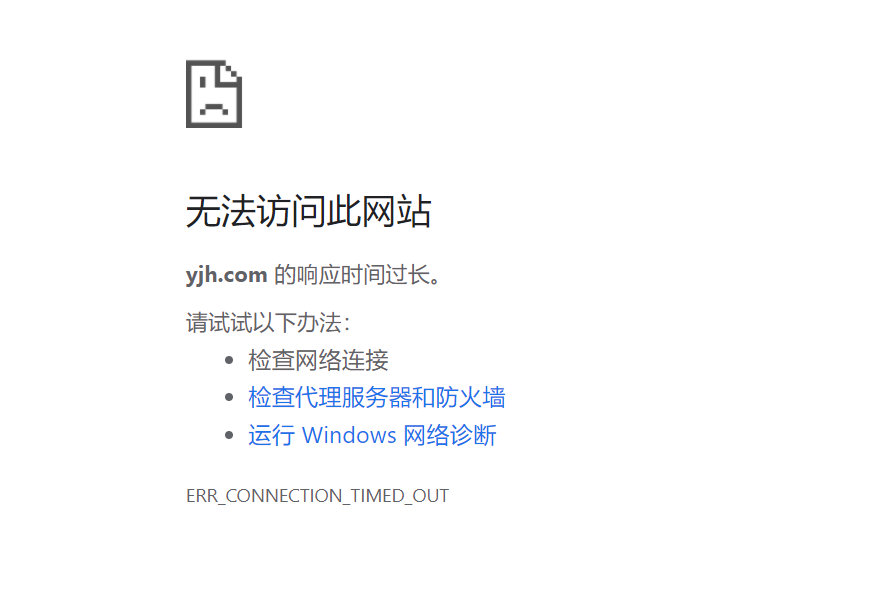 无法访问此网站
yjh.com 的响应时间过长。
请试试以下办法：
检查网络连接
检查代理服务器和防火墙
运行 Windows 网络诊断
ERR_CONNECTION_TIMED_OUT